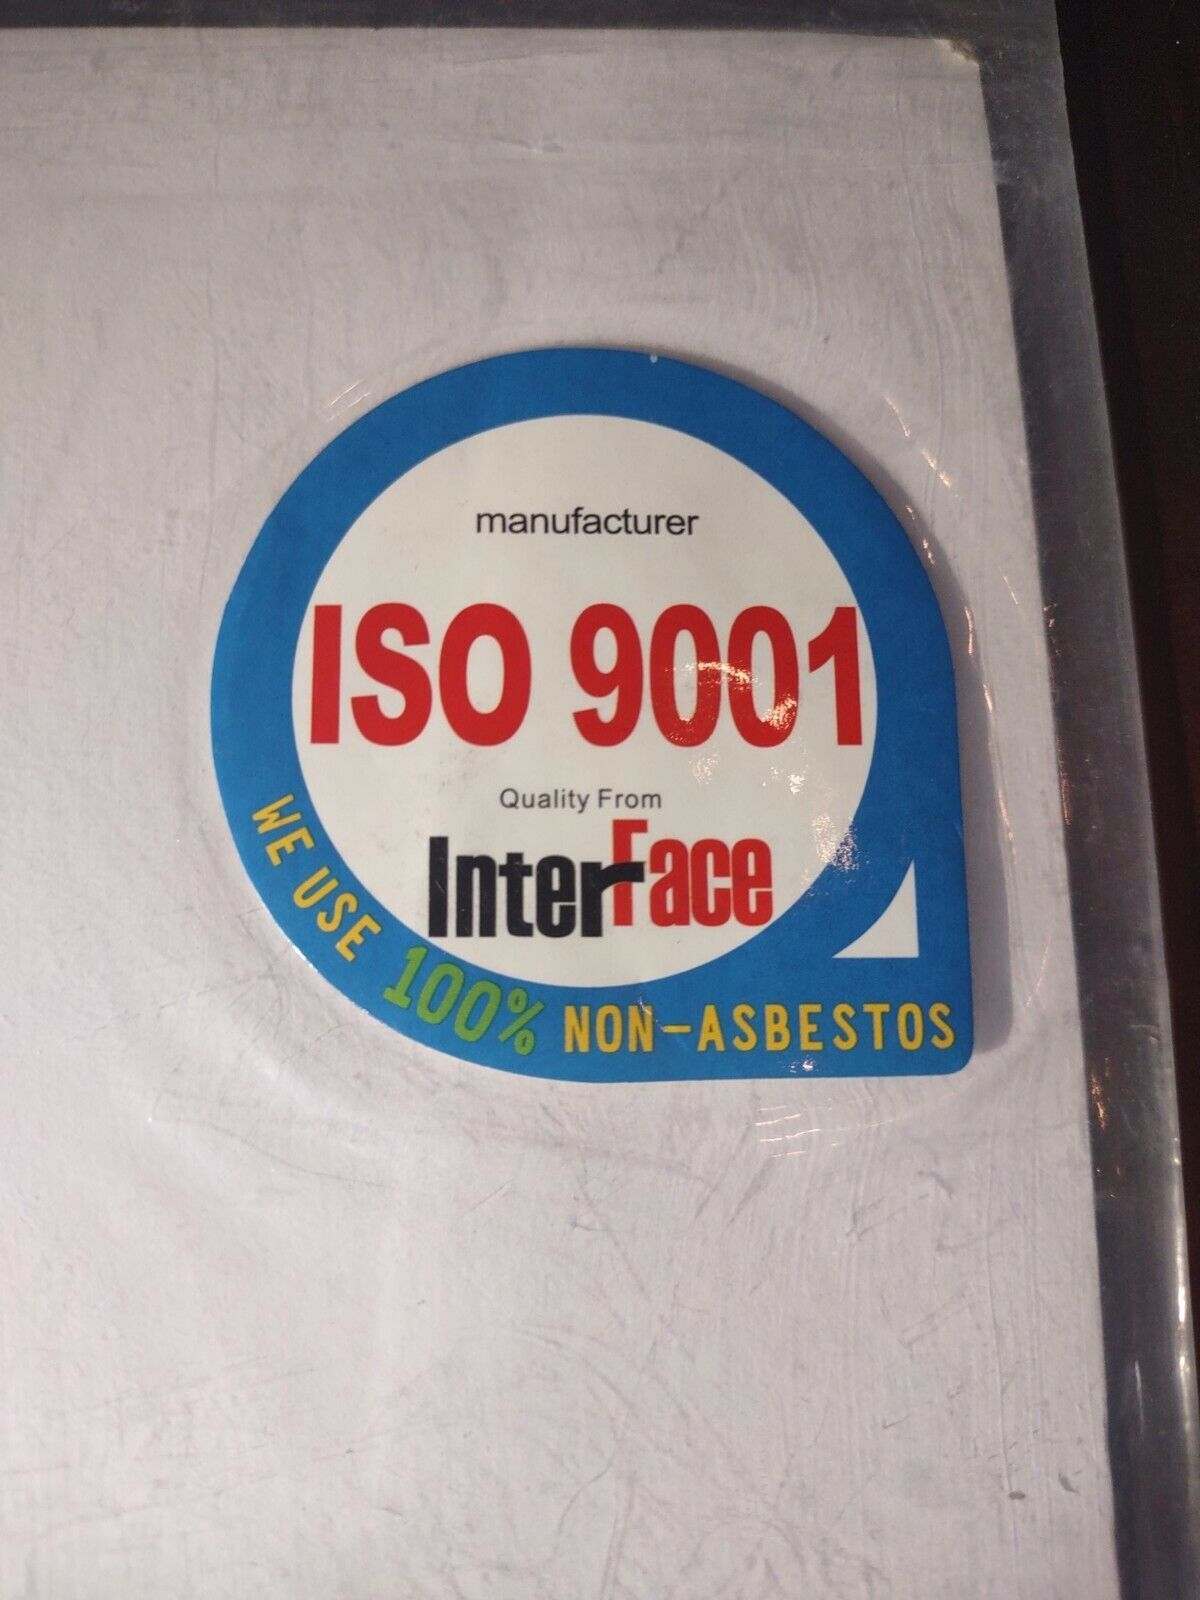 manufacturer
ISO 9001
Quality From
InterFace
WE USE 100% NON-ASBESTOS